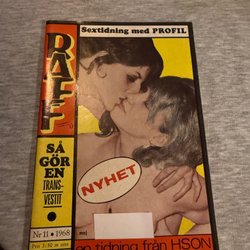 Sextidning med PROFIL
RAFF
SÅ
GÖR
EN
TRANS-
VESTIT
NYHET
Nr 11 • 1968
en tidning från HSON